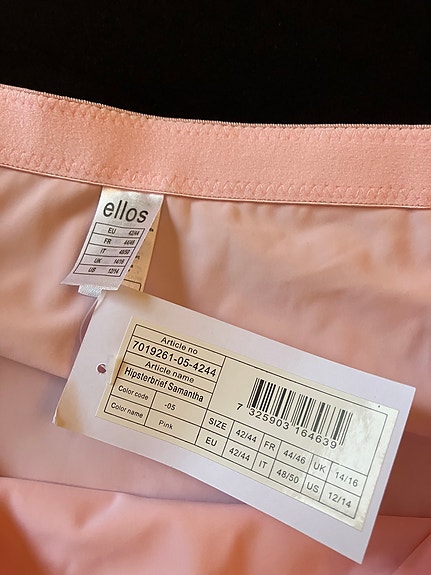 ellos
EU 42/44
FR 44/46
IT 48/50
UK 14/16
US 12/14
Article no
7019261-05-4244
Article name
Hipsterbrief Samantha
Color code -05
Color name Pink
7 325903 164639
SIZE 42/44 FR 44/46 UK 14/16
EU 42/44 IT 48/50 US 12/14